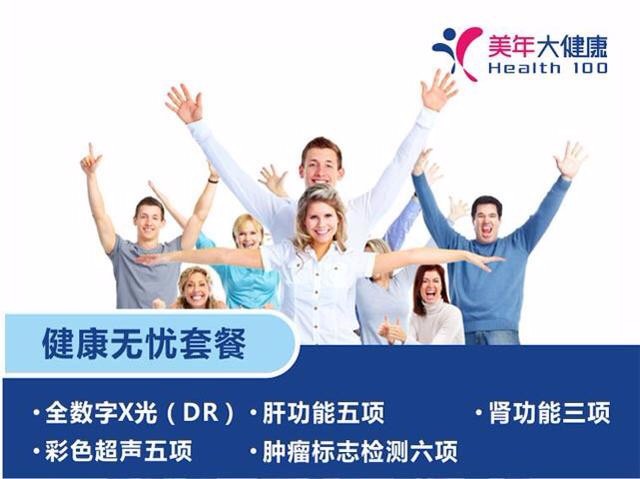 美年大健康
Health 100
健康无忧套餐
·全数字X光（DR）·肝功能五项 ·肾功能三项
·彩色超声五项 ·肿瘤标志检测六项